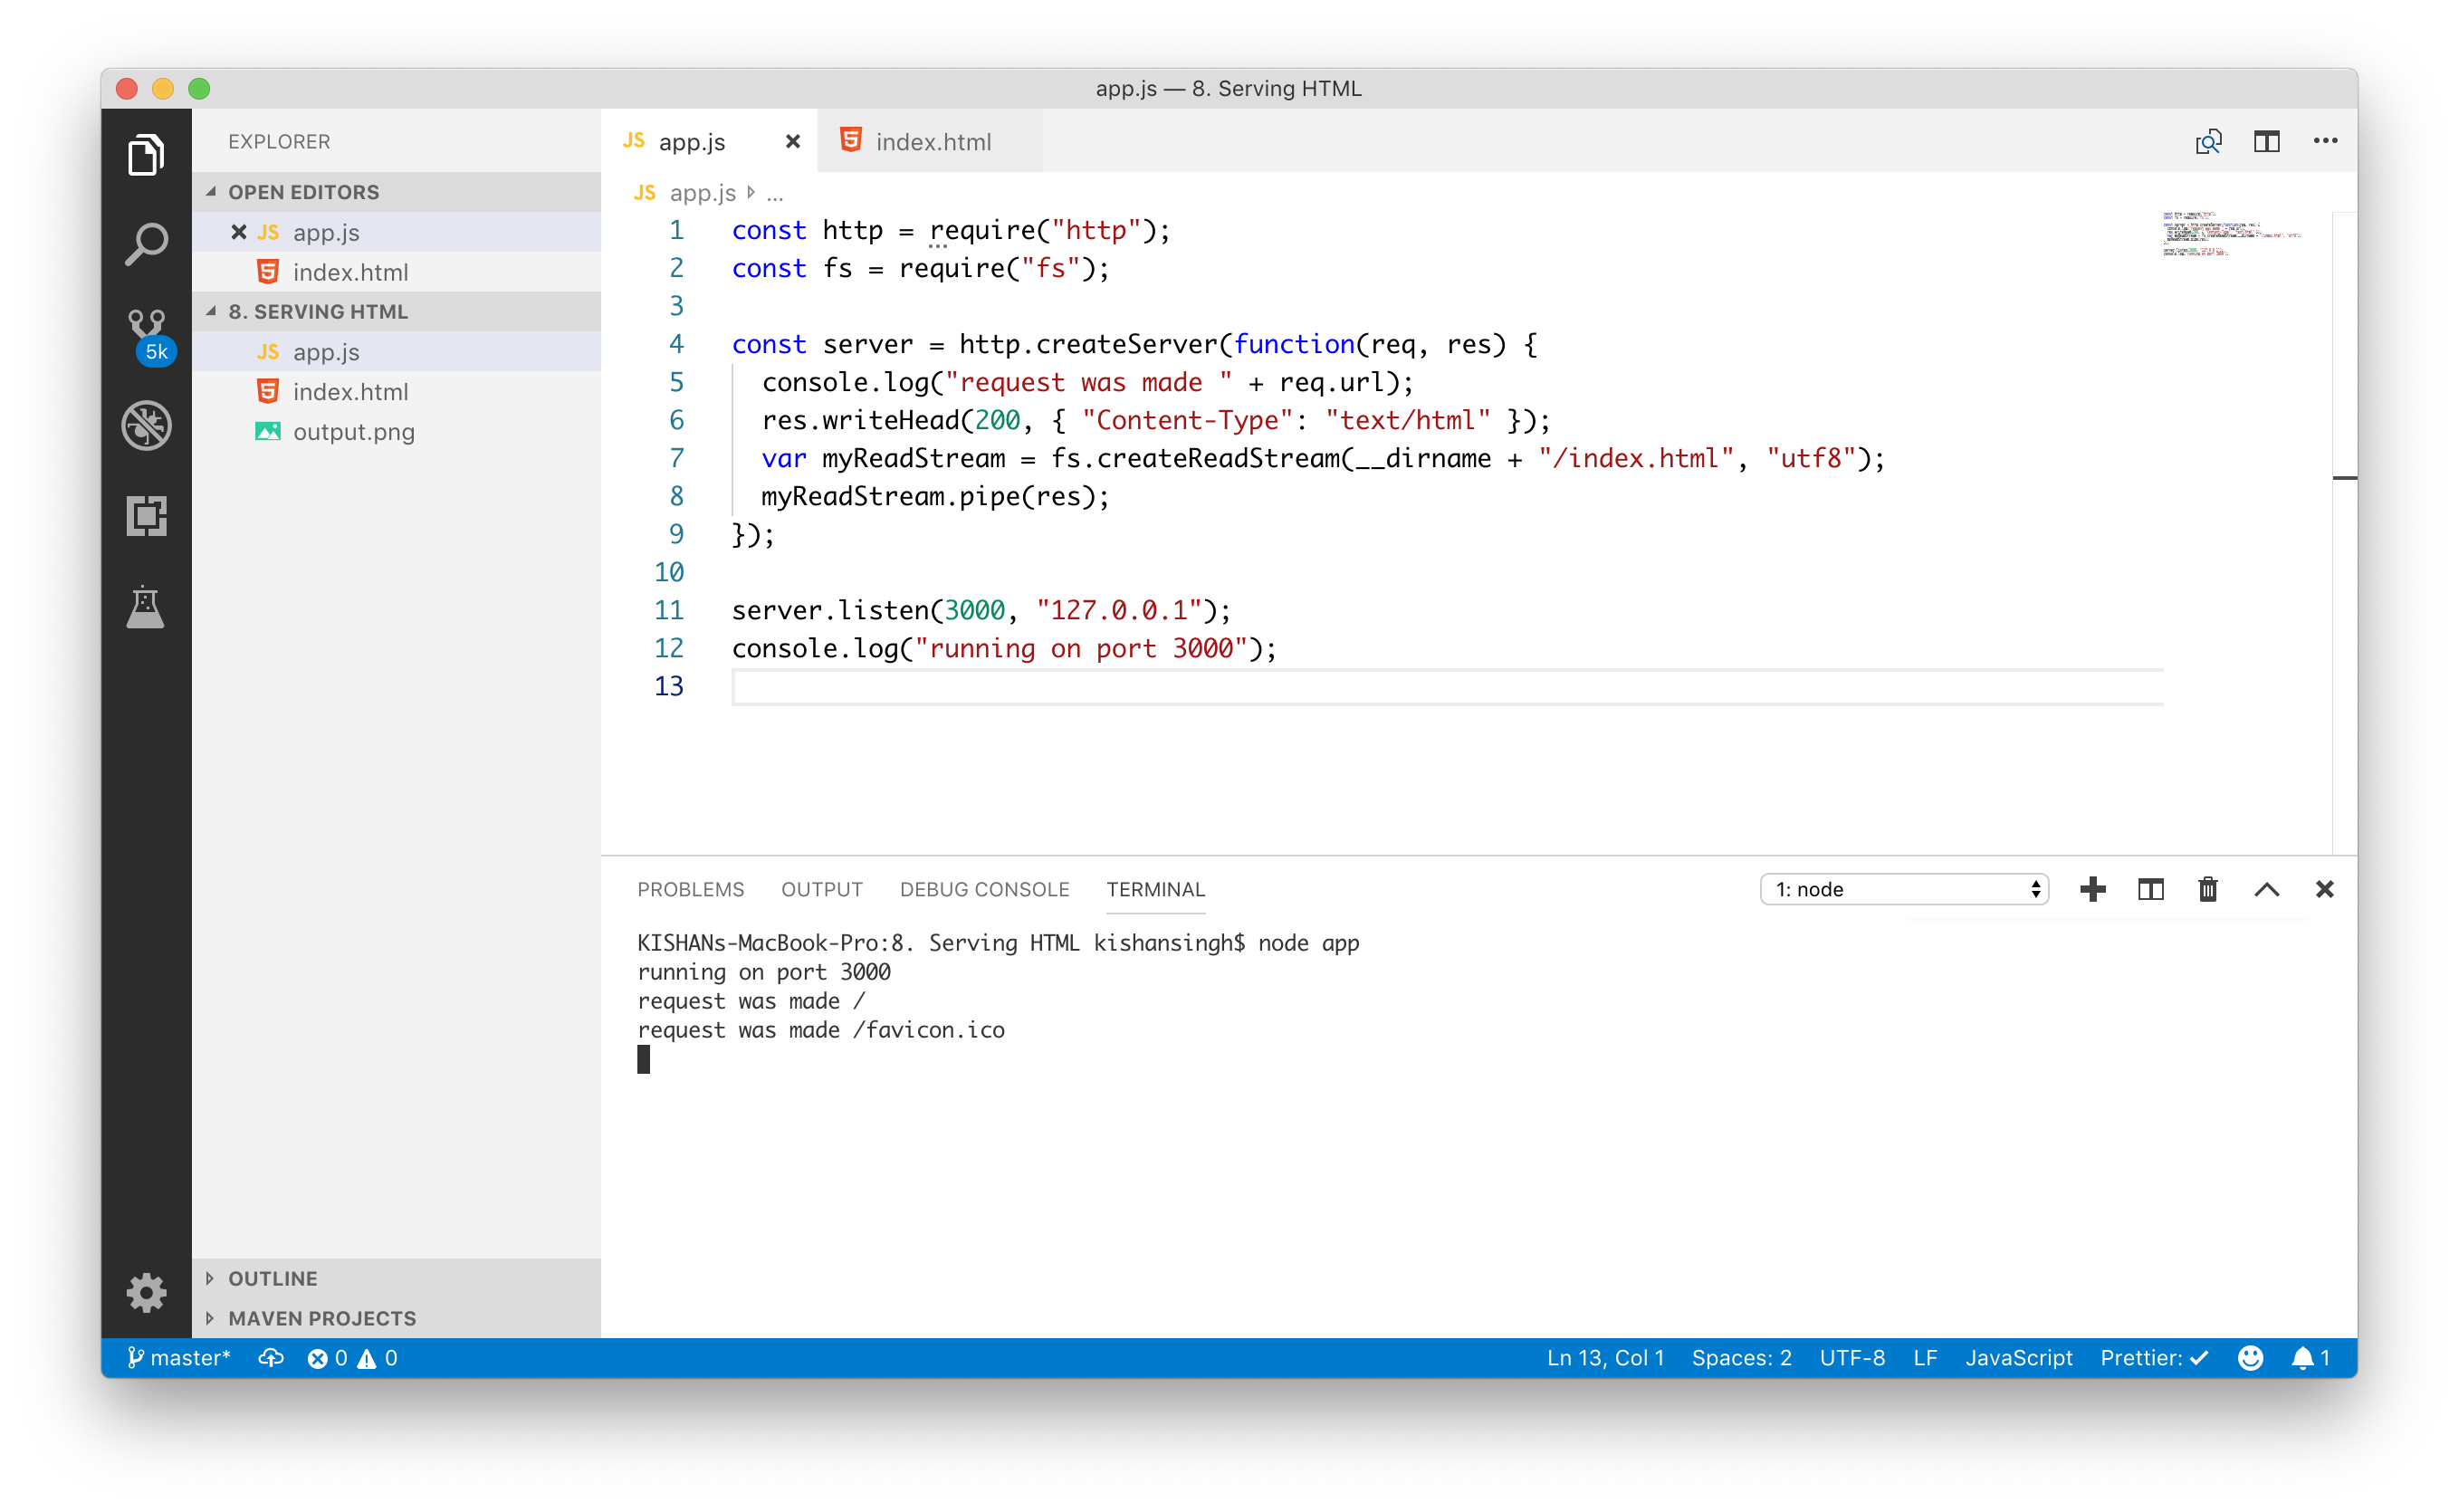 app.js — 8. Serving HTML
EXPLORER
OPEN EDITORS
JS app.js
index.html
8. SERVING HTML
JS app.js
index.html
output.png
5k
OUTLINE
MAVEN PROJECTS
JS app.js
index.html
JS app.js ...
1 const http = require("http");
2 const fs = require("fs");
3
4 const server = http.createServer(function(req, res) {
5 console.log("request was made " + req.url);
6 res.writeHead(200, { "Content-Type": "text/html" });
7 var myReadStream = fs.createReadStream(__dirname + "/index.html", "utf8");
8 myReadStream.pipe(res);
9 });
10
11 server.listen(3000, "127.0.0.1");
12 console.log("running on port 3000");
13
PROBLEMS OUTPUT DEBUG CONSOLE TERMINAL 1: node
KISHANs-MacBook-Pro:8. Serving HTML kishansingh$ node app
running on port 3000
request was made /
request was made /favicon.ico
master* 0 0 Ln 13, Col 1 Spaces: 2 UTF-8 LF JavaScript Prettier: ✓ 1